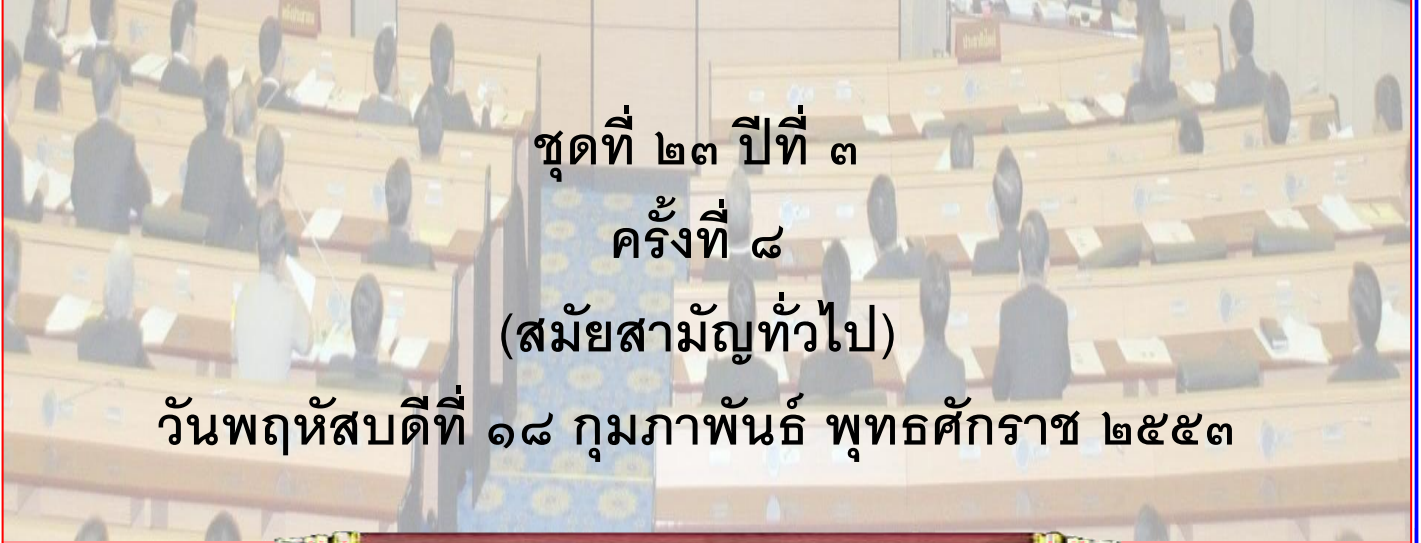 ชุดที่ ๒๓ ปีที่ ๓
ครั้งที่ ๘
(สมัยสามัญทั่วไป)
วันพฤหัสบดีที่ ๑๘ กุมภาพันธ์ พุทธศักราช ๒๕๕๓